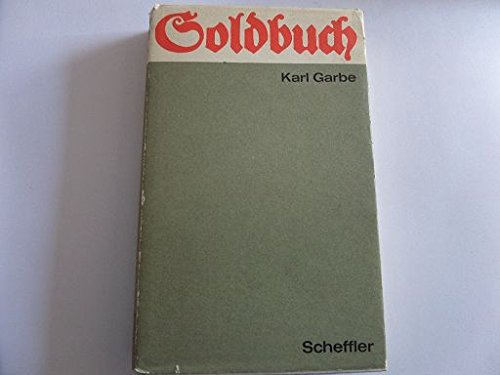 Soldbuch
Karl Garbe
Scheffler